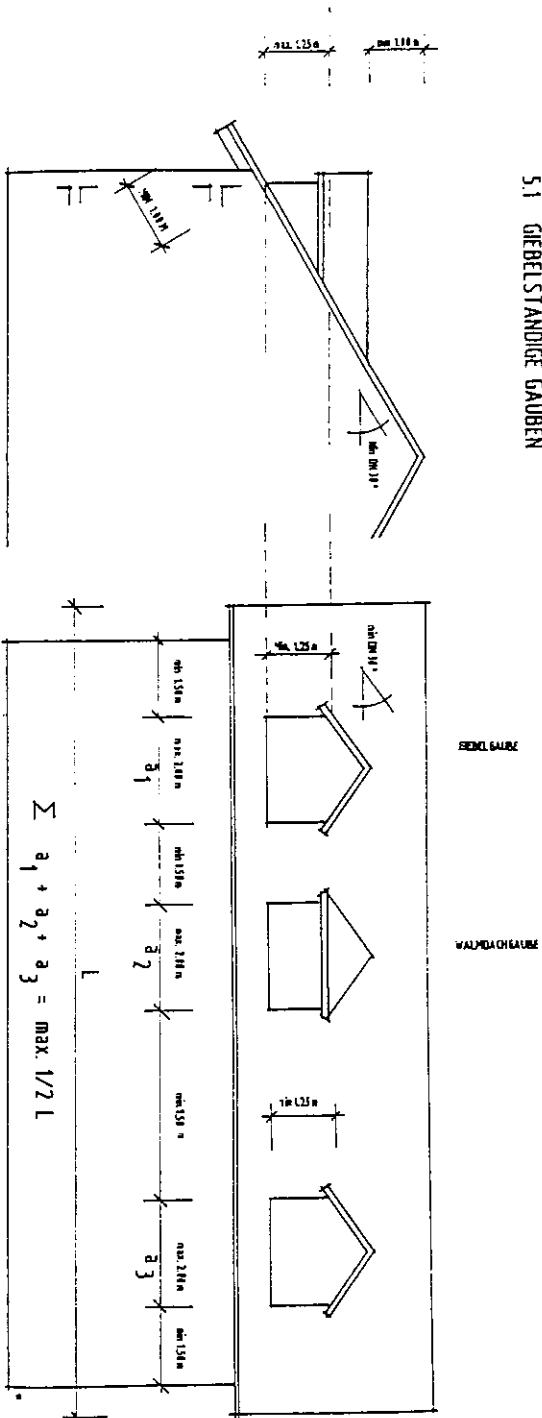 5.1 GIEBELSTÄNDIGE GAUBEN
GIEBELGAUBE
WALMDACHGAUBE
max. 1.25 m
min 1.00 m
min 1.00 m
min DN 30°
min DN 30°
min. 1.25 m
min 1.25 m
min 1.50 m
max. 2.00 m
min 1.50 m
max. 2.00 m
min 1.50 m
max. 2.00 m
min 1.50 m
a1
a2
a3
L
Σ a1 + a2 + a3 = max. 1/2 L